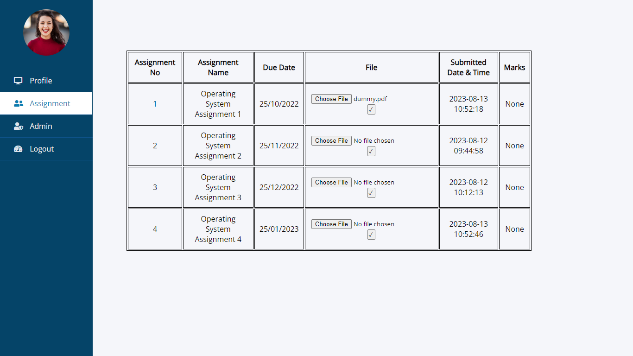 Profile
Assignment
Admin
Logout
Assignment No
Assignment Name
Due Date
File
Submitted Date & Time
Marks
1
Operating System Assignment 1
25/10/2022
Choose File dummy.pdf
2023-08-13 10:52:18
None
2
Operating System Assignment 2
25/11/2022
Choose File No file chosen
2023-08-12 09:44:58
None
3
Operating System Assignment 3
25/12/2022
Choose File No file chosen
2023-08-12 10:12:13
None
4
Operating System Assignment 4
25/01/2023
Choose File No file chosen
2023-08-13 10:52:46
None